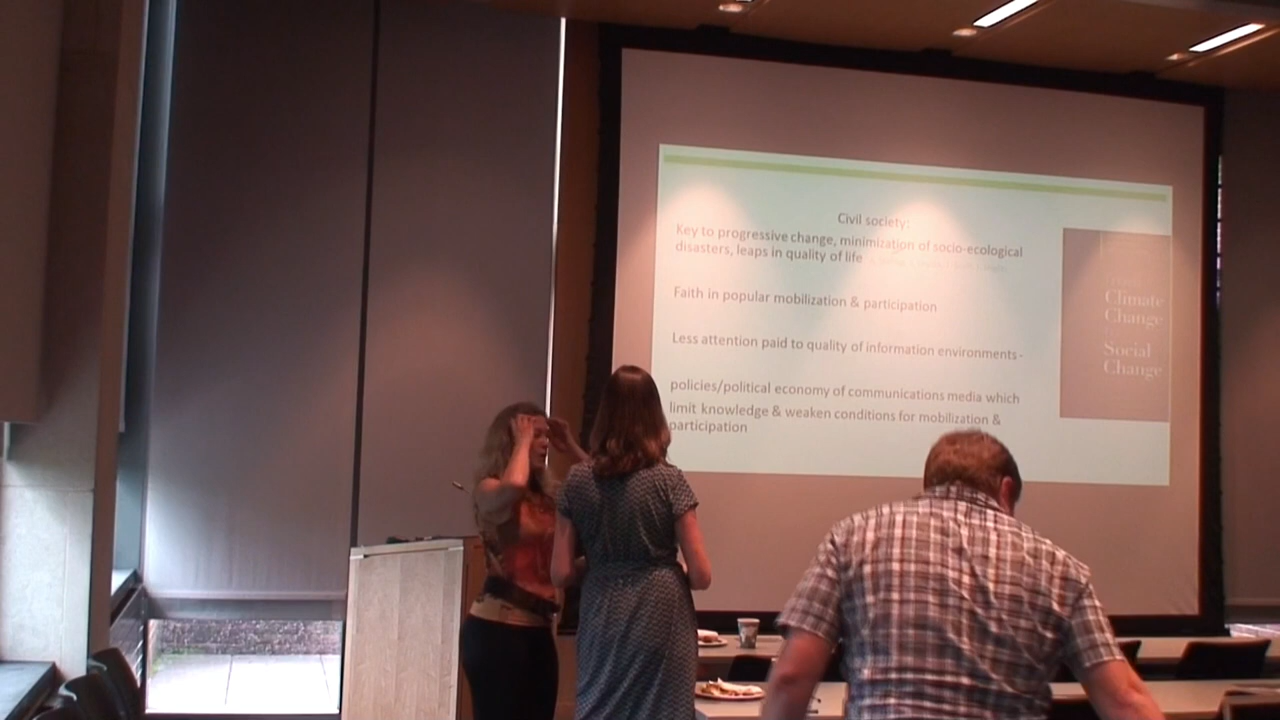 Civil society:
Key to progressive change, minimization of socio-ecological
disasters, leaps in quality of life
Faith in popular mobilization & participation
Less attention paid to quality of information environments -
policies/political economy of communications media which
limit knowledge & weaken conditions for mobilization &
participation
Climate
Change
Social
Change